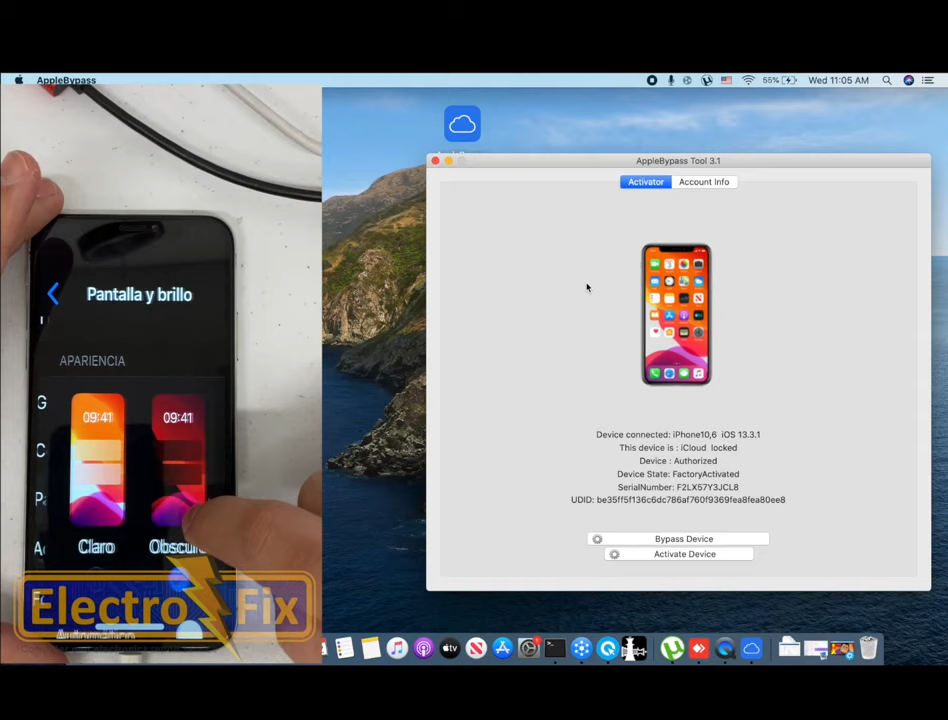 AppleBypass
55%
Wed 11:05 AM
AppleBypass Tool 3.1
Activator
Account Info
Device connected: iPhone10,6 iOS 13.3.1
This device is : iCloud locked
Device : Authorized
Device State: FactoryActivated
SerialNumber: F2LX57Y3JCL8
UDID: be35ff5f136c6dc786af760f9369fea8fea80ee8
Bypass Device
Activate Device
Pantalla y brillo
APARIENCIA
09:41
09:41
Claro
Electro Fix
tv